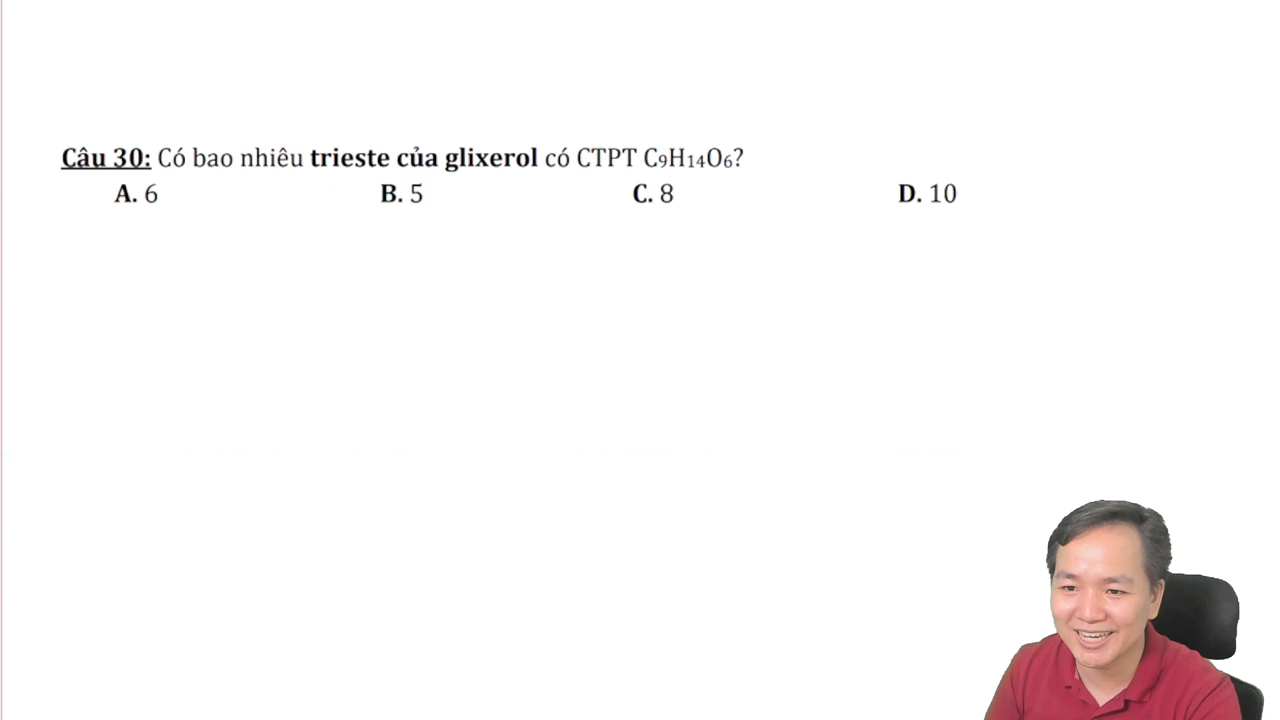 Câu 30: Có bao nhiêu trieste của glixerol có CTPT C₉H₁₄O₆?
A. 6 B. 5 C. 8 D. 10